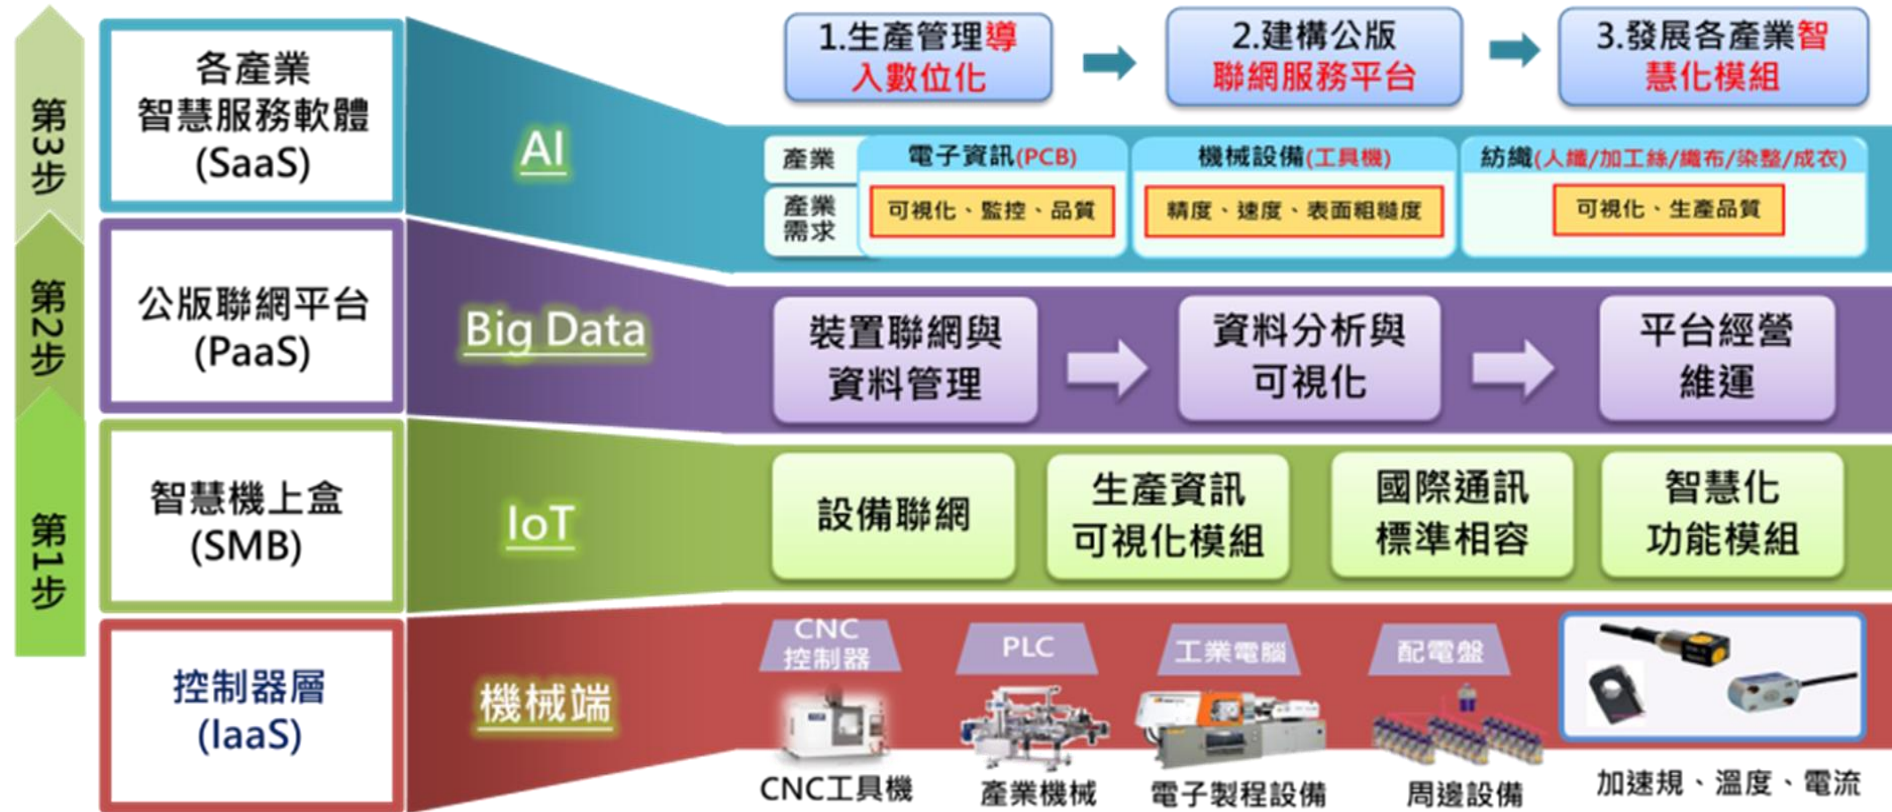 第3步
第2步
第1步
各產業
智慧服務軟體
(SaaS)
公版聯網平台
(PaaS)
智慧機上盒
(SMB)
控制器層
(IaaS)
AI
Big Data
IoT
機械端
1.生產管理導
入數位化
2.建構公版
聯網服務平台
3.發展各產業智
慧化模組
產業
電子資訊(PCB)
機械設備(工具機)
紡織(人纖/加工絲/織布/染整/成衣)
產業
需求
可視化、監控、品質
精度、速度、表面粗糙度
可視化、生產品質
裝置聯網與
資料管理
資料分析與
可視化
平台經營
維運
設備聯網
生產資訊
可視化模組
國際通訊
標準相容
智慧化
功能模組
CNC
控制器
PLC
工業電腦
配電盤
CNC工具機
產業機械
電子製程設備
周邊設備
加速規、溫度、電流